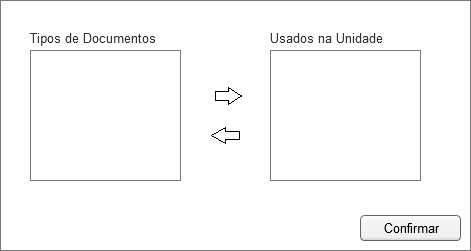 Tipos de Documentos
Usados na Unidade
Confirmar